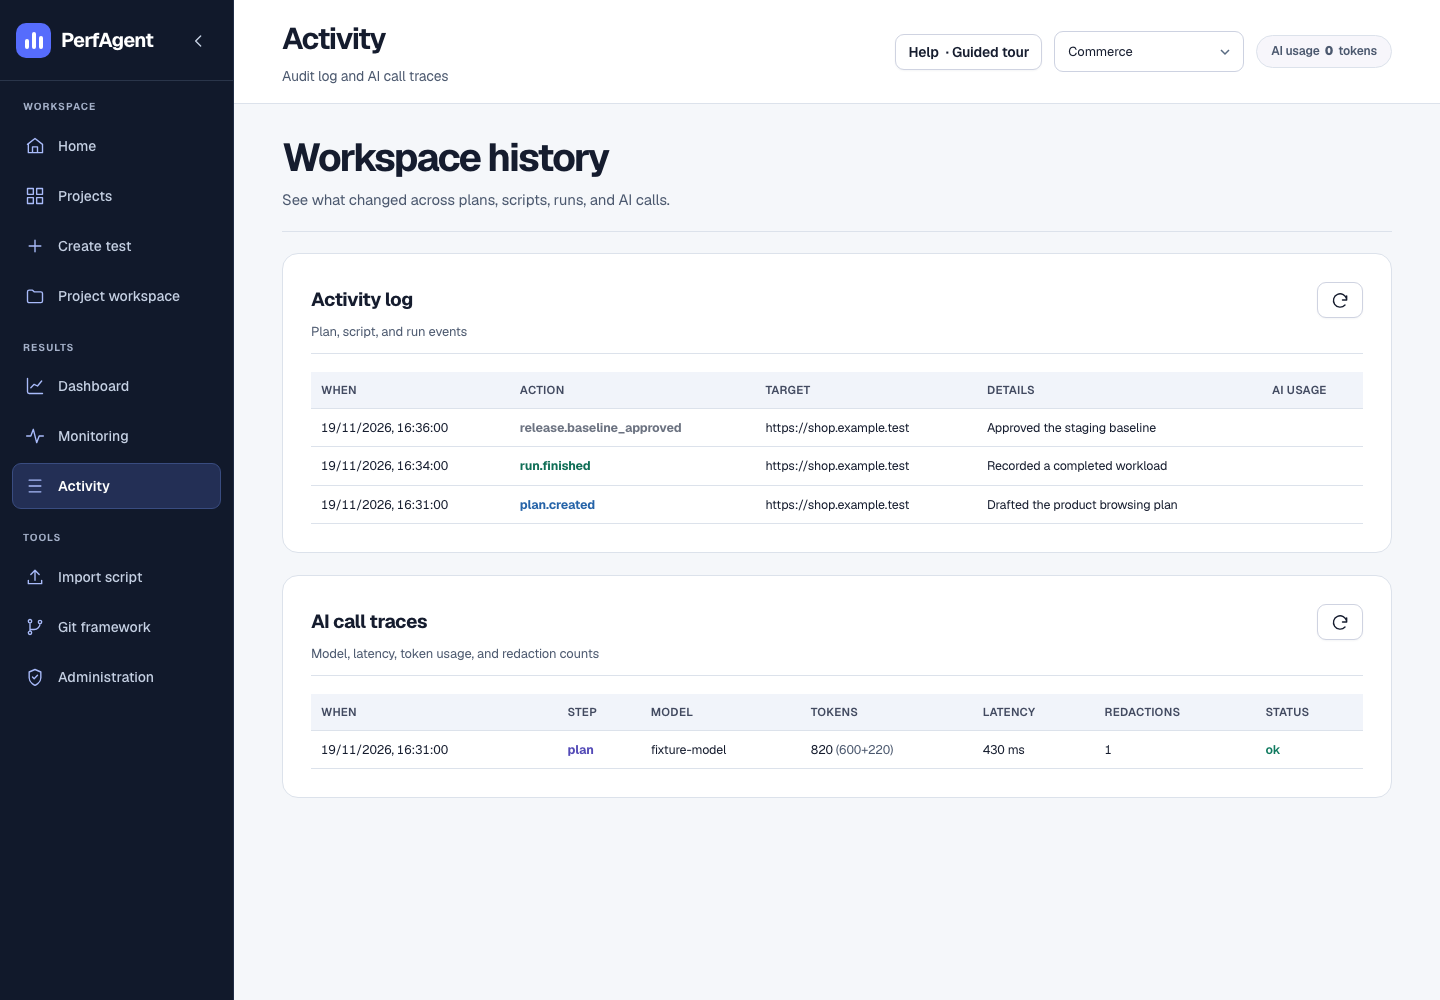 PerfAgent
WORKSPACE
Home
Projects
Create test
Project workspace
RESULTS
Dashboard
Monitoring
Activity
TOOLS
Import script
Git framework
Administration
Activity
Audit log and AI call traces
Help · Guided tour
Commerce
AI usage 0 tokens
Workspace history
See what changed across plans, scripts, runs, and AI calls.
Activity log
Plan, script, and run events
WHEN ACTION TARGET DETAILS AI USAGE
19/11/2026, 16:36:00 release.baseline_approved https://shop.example.test Approved the staging baseline
19/11/2026, 16:34:00 run.finished https://shop.example.test Recorded a completed workload
19/11/2026, 16:31:00 plan.created https://shop.example.test Drafted the product browsing plan
AI call traces
Model, latency, token usage, and redaction counts
WHEN STEP MODEL TOKENS LATENCY REDACTIONS STATUS
19/11/2026, 16:31:00 plan fixture-model 820 (600+220) 430 ms 1 ok